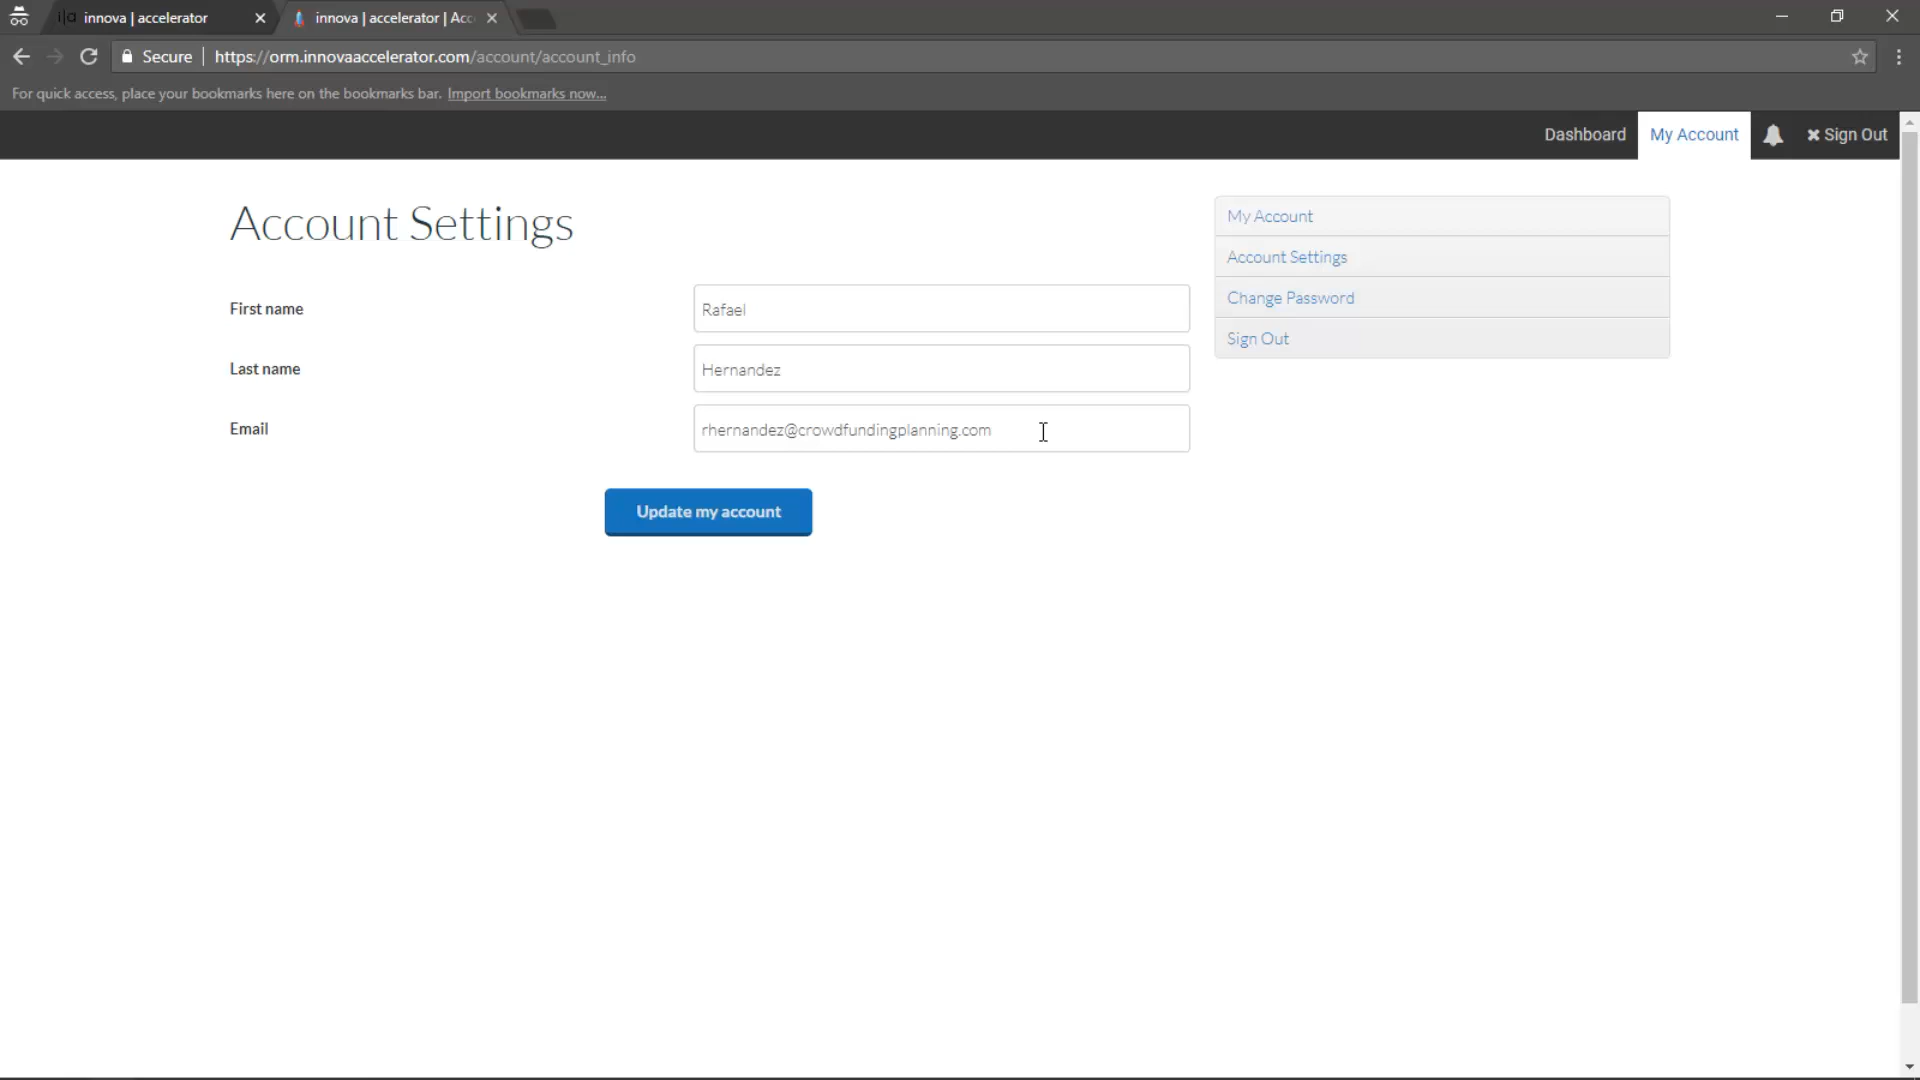 innova | accelerator
innova | accelerator | Acc
Secure | https://orm.innovaaccelerator.com/account/account_info
For quick access, place your bookmarks here on the bookmarks bar. Import bookmarks now...
Dashboard My Account Sign Out
Account Settings
First name Rafael
Last name Hernandez
Email rhernandez@crowdfundingplanning.com
Update my account
My Account
Account Settings
Change Password
Sign Out